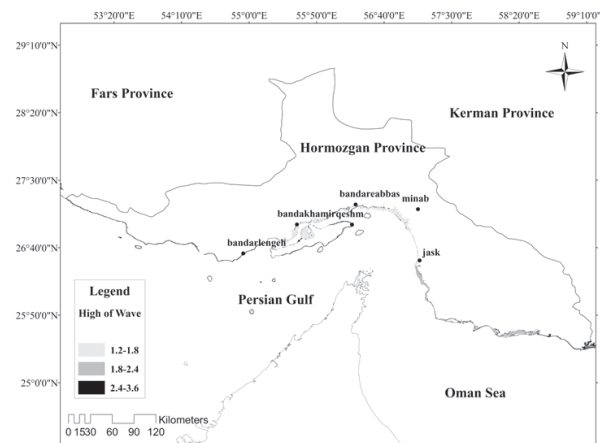 53°20'0"E 54°10'0"E 55°00'0"E 55°50'0"E 56°40'0"E 57°30'0"E 58°20'0"E 59°10'0"E
29°10'0"N
N
Fars Province
28°20'0"N
Kerman Province
Hormozgan Province
27°30'0"N
bandareabbas
minab
bandakhamirqeshm
bandarlengeh
26°40'0"N
jask
Legend
High of Wave
1.2-1.8
1.8-2.4
2.4-3.6
Persian Gulf
25°50'0"N
25°00'0"N
Oman Sea
0 1530 60 90 120 Kilometers